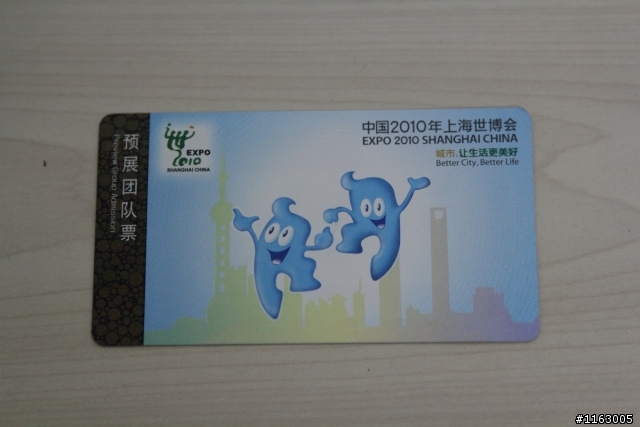 预展团队票
Preview Group Admission
EXPO
2010
SHANGHAI CHINA
中国2010年上海世博会
EXPO 2010 SHANGHAI CHINA
城市,让生活更美好
Better City, Better Life
#1163005